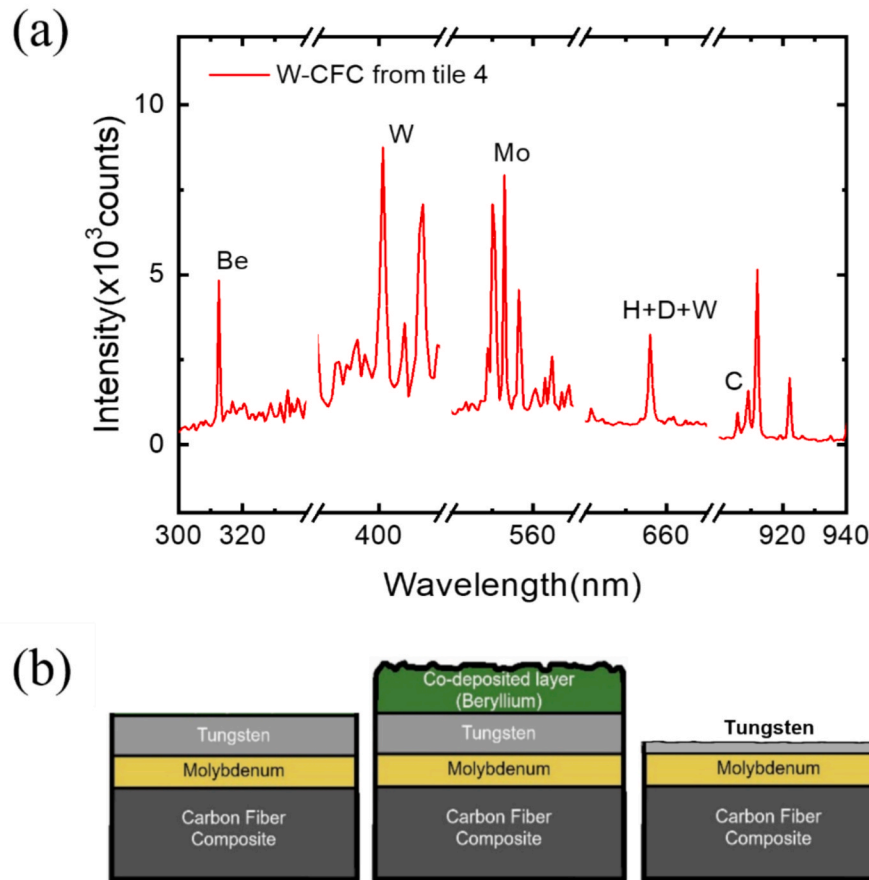 (a)
W-CFC from tile 4
10
5
0
Intensity(x10³counts)
Be
W
Mo
H+D+W
C
300 320 400 560 660 920 940
Wavelength(nm)
(b)
Co-deposited layer
(Beryllium)
Tungsten
Molybdenum
Carbon Fiber
Composite
Tungsten
Molybdenum
Carbon Fiber
Composite
Tungsten
Molybdenum
Carbon Fiber
Composite